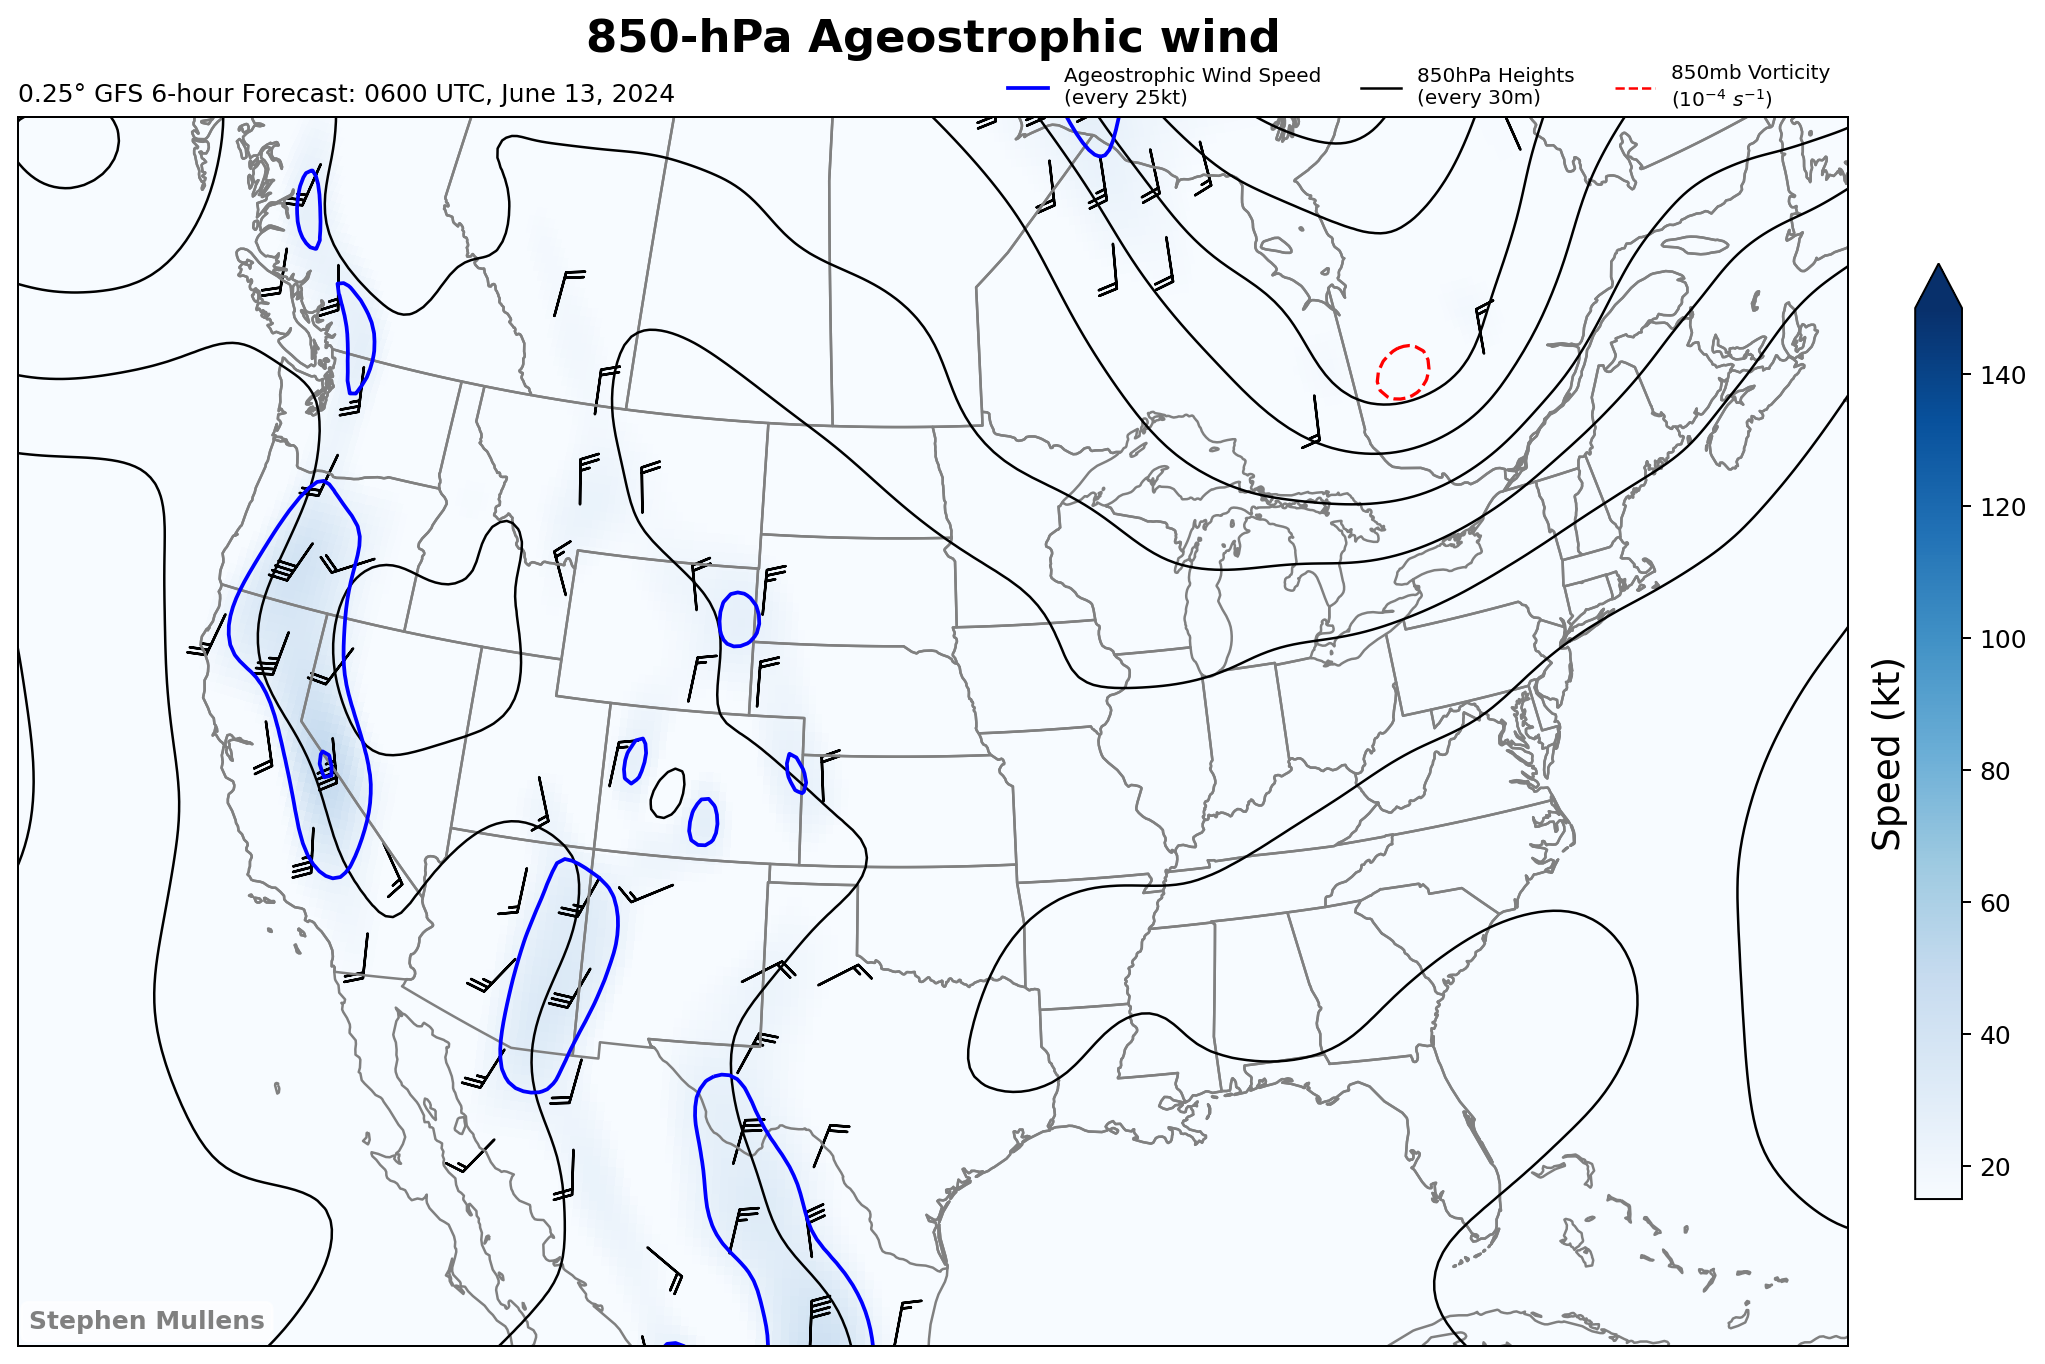 850-hPa Ageostrophic wind
0.25° GFS 6-hour Forecast: 0600 UTC, June 13, 2024
Ageostrophic Wind Speed
(every 25kt)
850hPa Heights
(every 30m)
850mb Vorticity
(10⁻⁴ s⁻¹)
140
120
100
80
60
40
20
Speed (kt)
Stephen Mullens